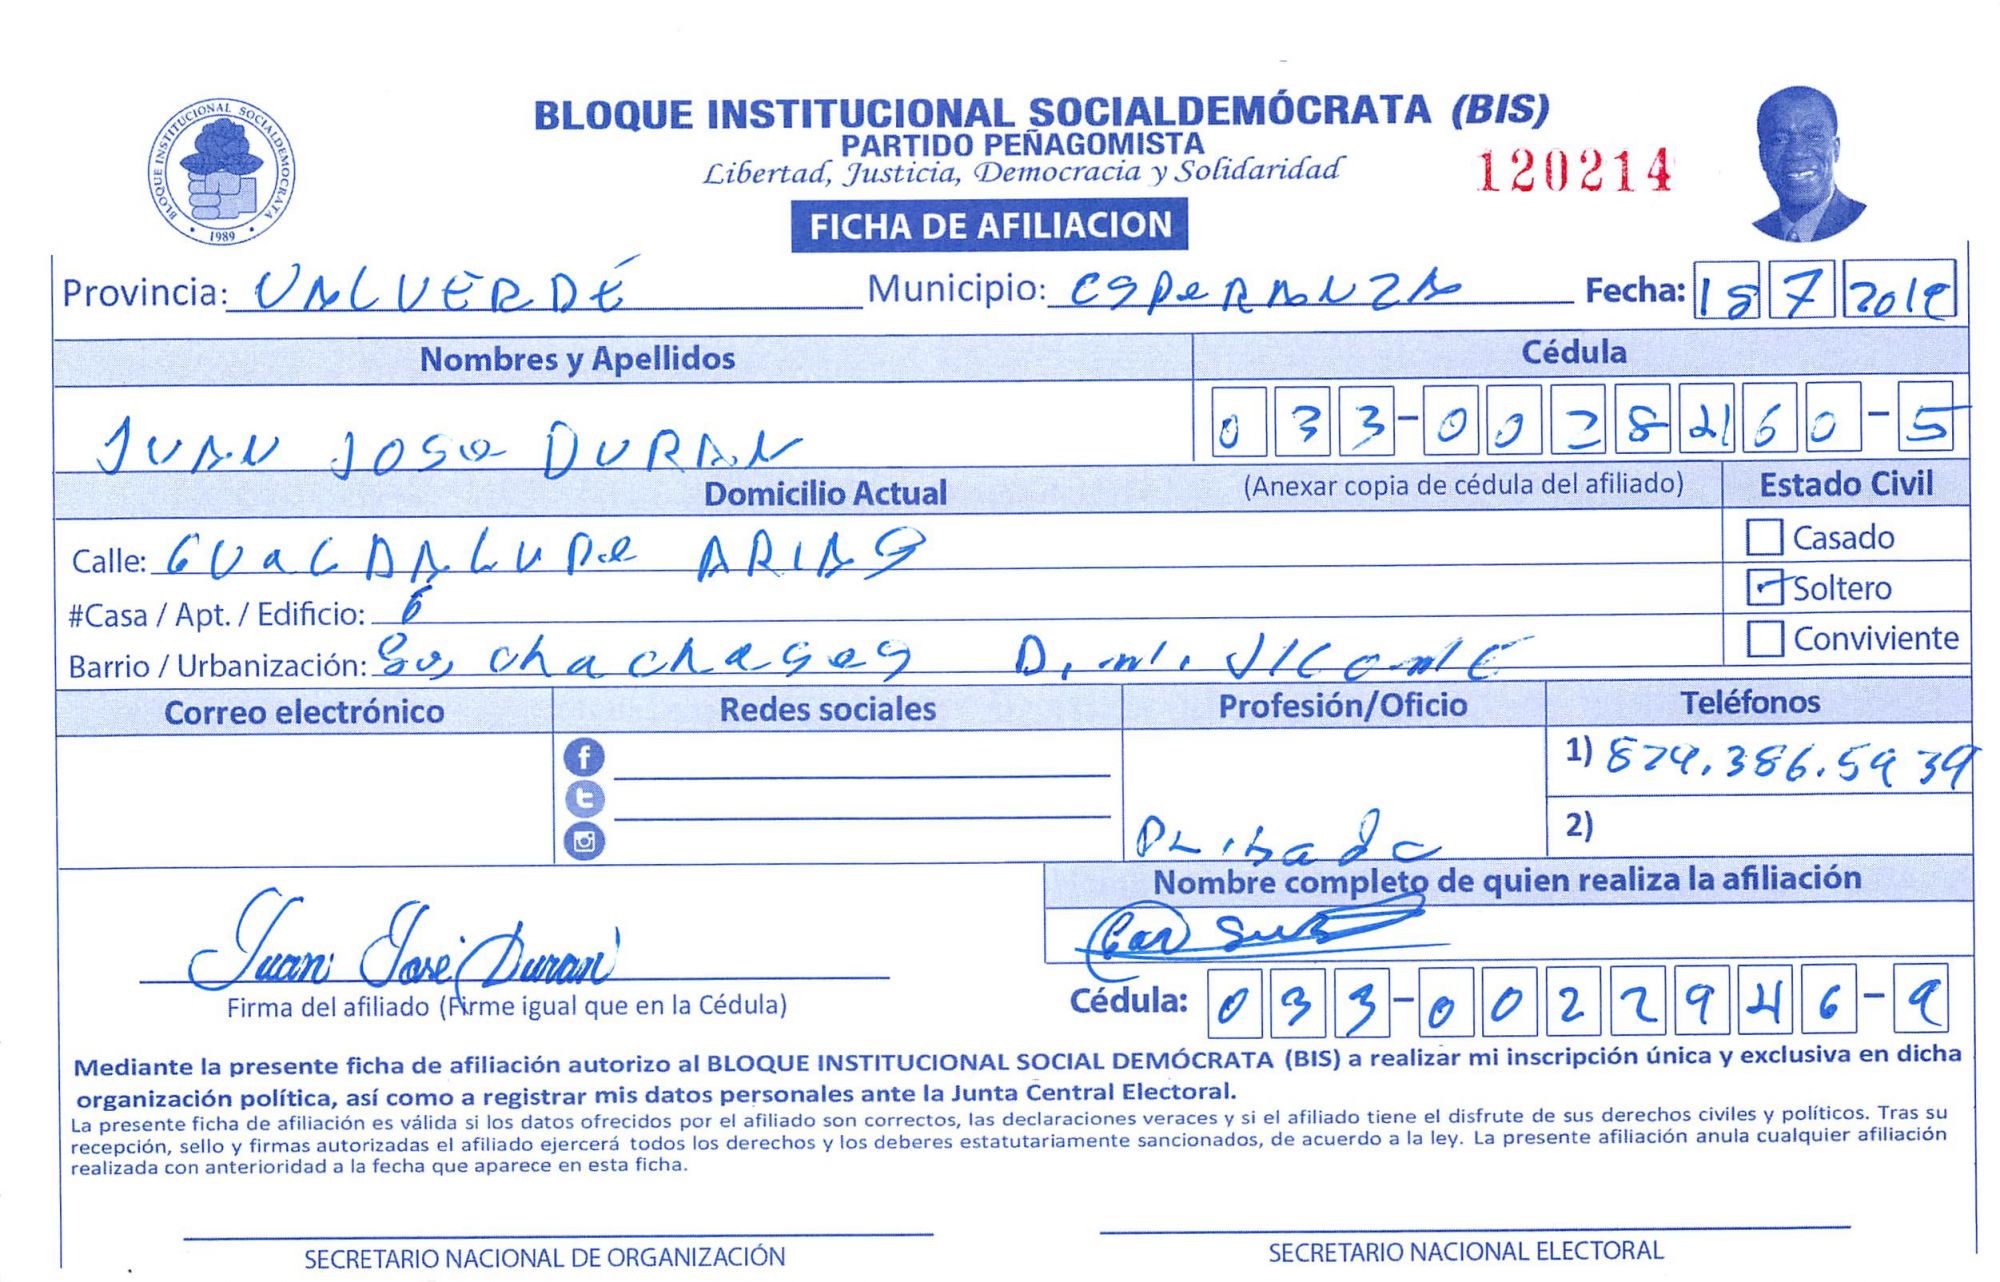 BLOQUE INSTITUCIONAL SOCIALDEMÓCRATA (BIS)
PARTIDO PEÑAGOMISTA
Libertad, Justicia, Democracia y Solidaridad
120214
BLOQUE INSTITUCIONAL SOCIALDEMOCRATA
• 1989 •
FICHA DE AFILIACION
Provincia: VALVERDÉ Municipio: ESPERANZA Fecha: 18 7 2019
Nombres y Apellidos Cédula
JUAN JOSE DURAN 033-0028460-5
Domicilio Actual (Anexar copia de cédula del afiliado) Estado Civil
Casado
Calle: GUALDALUPE ARIAS
Soltero
#Casa / Apt. / Edificio: 6
Conviviente
Barrio / Urbanización: Los chachases D.m. JICOME
Correo electrónico Redes sociales Profesión/Oficio Teléfonos
1) 829.386.5939
Pribada
2)
Nombre completo de quien realiza la afiliación
Juan José Duran
Firma del afiliado (Firme igual que en la Cédula)
Cédula: 033-0022946-9
Mediante la presente ficha de afiliación autorizo al BLOQUE INSTITUCIONAL SOCIAL DEMÓCRATA (BIS) a realizar mi inscripción única y exclusiva en dicha
organización política, así como a registrar mis datos personales ante la Junta Central Electoral.
La presente ficha de afiliación es válida si los datos ofrecidos por el afiliado son correctos, las declaraciones veraces y si el afiliado tiene el disfrute de sus derechos civiles y políticos. Tras su
recepción, sello y firmas autorizadas el afiliado ejercerá todos los derechos y los deberes estatutariamente sancionados, de acuerdo a la ley. La presente afiliación anula cualquier afiliación
realizada con anterioridad a la fecha que aparece en esta ficha.
SECRETARIO NACIONAL DE ORGANIZACIÓN SECRETARIO NACIONAL ELECTORAL